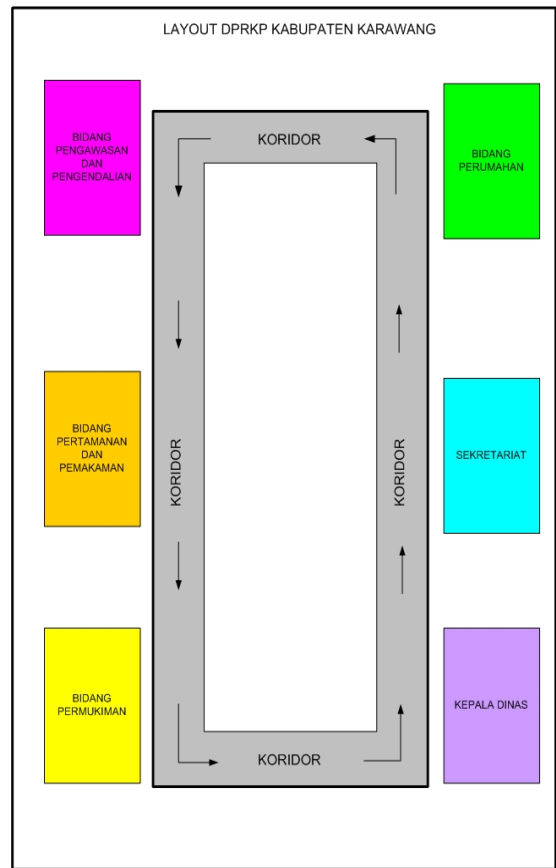 LAYOUT DPRKP KABUPATEN KARAWANG
BIDANG
PENGAWASAN
DAN
PENGENDALIAN
KORIDOR
BIDANG
PERUMAHAN
BIDANG
PERTAMANAN
DAN
PEMAKAMAN
KORIDOR
KORIDOR
SEKRETARIAT
BIDANG
PERMUKIMAN
KORIDOR
KEPALA DINAS